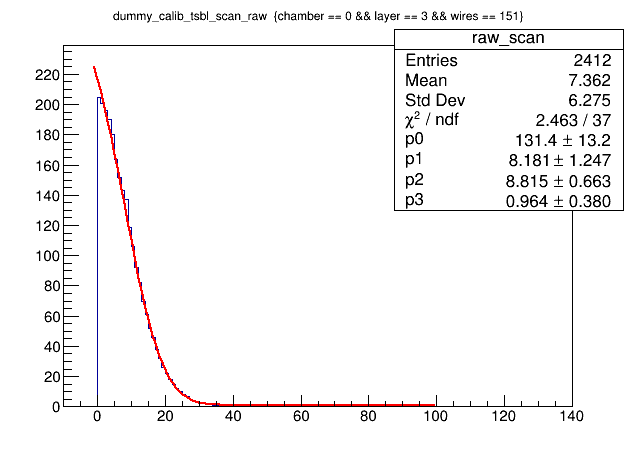 dummy_calib_tsbl_scan_raw {chamber == 0 && layer == 3 && wires == 151}
raw_scan
Entries 2412
Mean 7.362
Std Dev 6.275
χ² / ndf 2.463 / 37
p0 131.4 ± 13.2
p1 8.181 ± 1.247
p2 8.815 ± 0.663
p3 0.964 ± 0.380
220
200
180
160
140
120
100
80
60
40
20
0
0 20 40 60 80 100 120 140